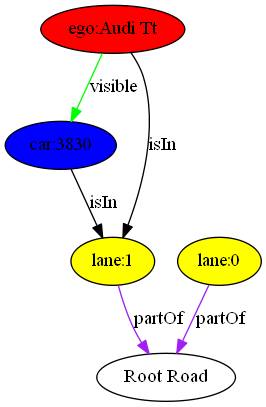 ego:Audi Tt
visible
car:3830
isIn
isIn
lane:1
lane:0
partOf
partOf
Root Road